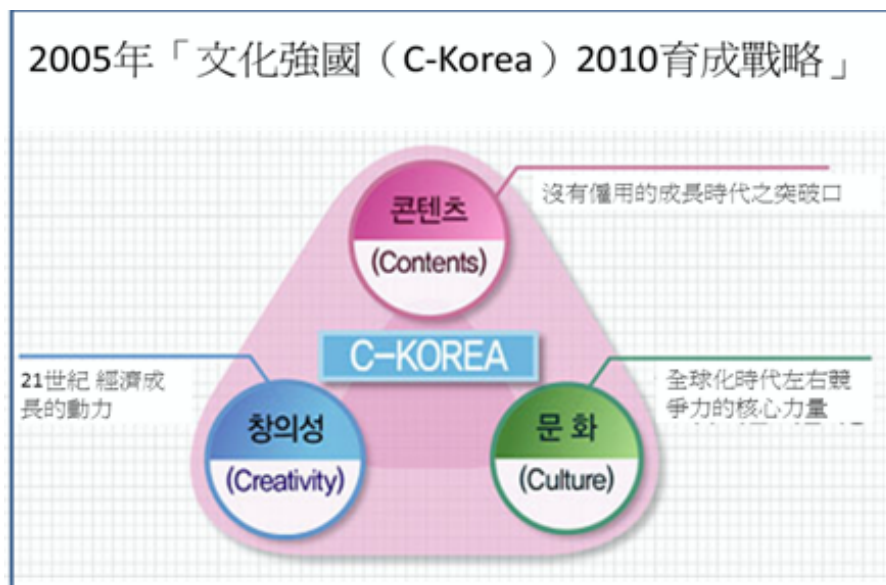 2005年「文化強國（C-Korea）2010育成戰略」
콘텐츠
(Contents)
沒有僱用的成長時代之突破口
C-KOREA
21世紀 經濟成
長的動力
창의성
(Creativity)
全球化時代左右競
爭力的核心力量
문 화
(Culture)